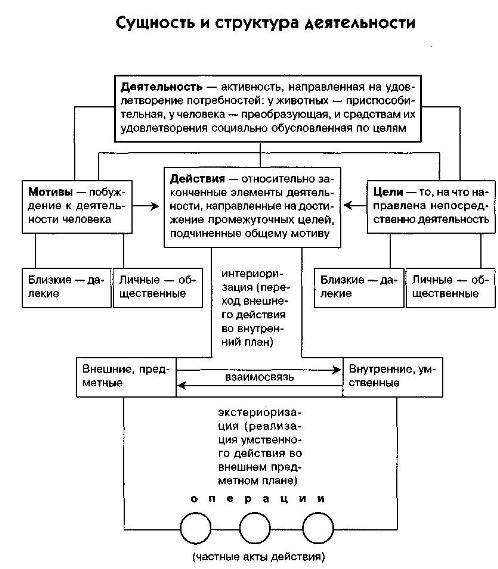 Сущность и структура деятельности
Деятельность — активность, направленная на удов-
летворение потребностей: у животных — приспособи-
тельная, у человека — преобразующая, и средствам их
удовлетворения социально обусловленная по целям
Мотивы — побуж-
дение к деятель-
ности человека
Действия — относительно за-
конченные элементы деятель-
ности, направленные на дости-
жение промежуточных целей,
подчиненные общему мотиву
Цели — то, на что на-
правлена непосред-
ственно деятельность
Близкие — да-
лекие
Личные — об-
щественные
интериори-
зация (пере-
ход внешне-
го действия
во внутрен-
ний план)
Близкие — да-
лекие
Личные — об-
щественные
Внешние, пред-
метные
взаимосвязь
Внутренние, ум-
ственные
экстериориза-
ция (реализа-
ция умственно-
го действия во
внешнем пред-
метном плане)
операции
(частные акты действия)